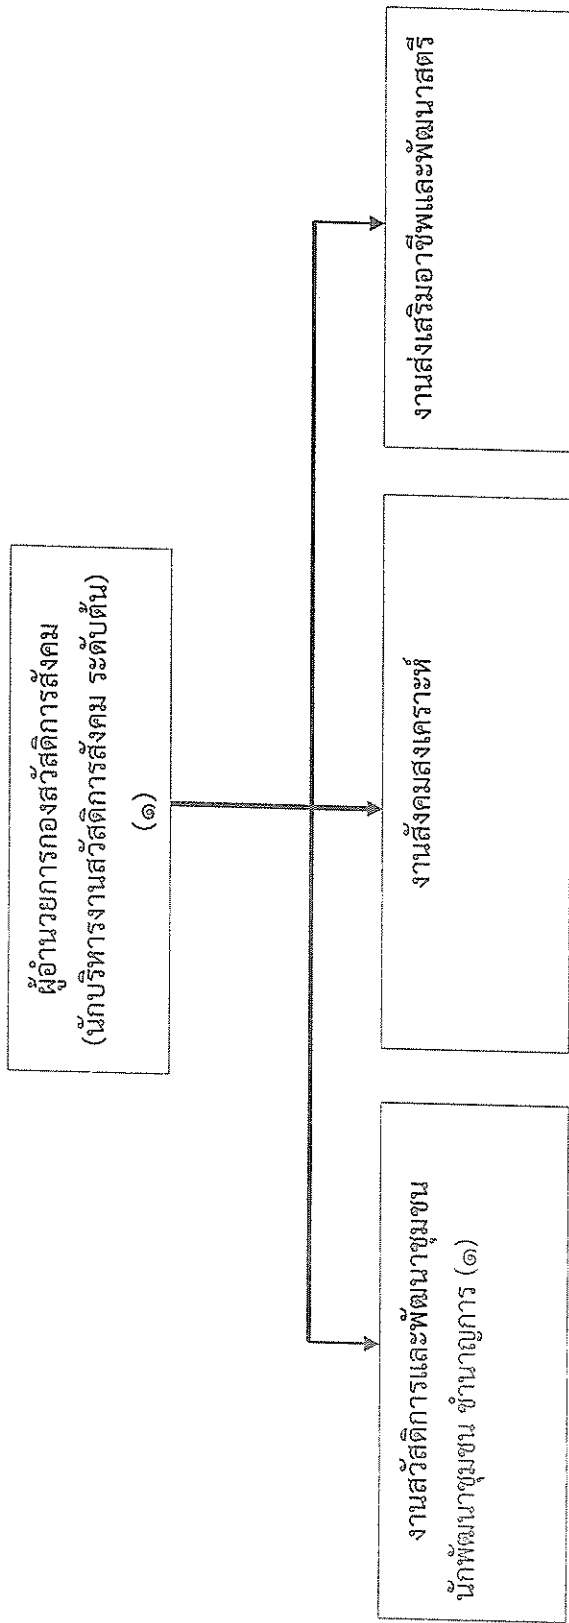 ผู้อำนวยการกองสวัสดิการสังคม
(นักบริหารงานสวัสดิการสังคม ระดับต้น)
(๑)
งานสวัสดิการและพัฒนาชุมชน
นักพัฒนาชุมชน ชำนาญการ (๑)
งานสังคมสงเคราะห์
งานส่งเสริมอาชีพและพัฒนาสตรี